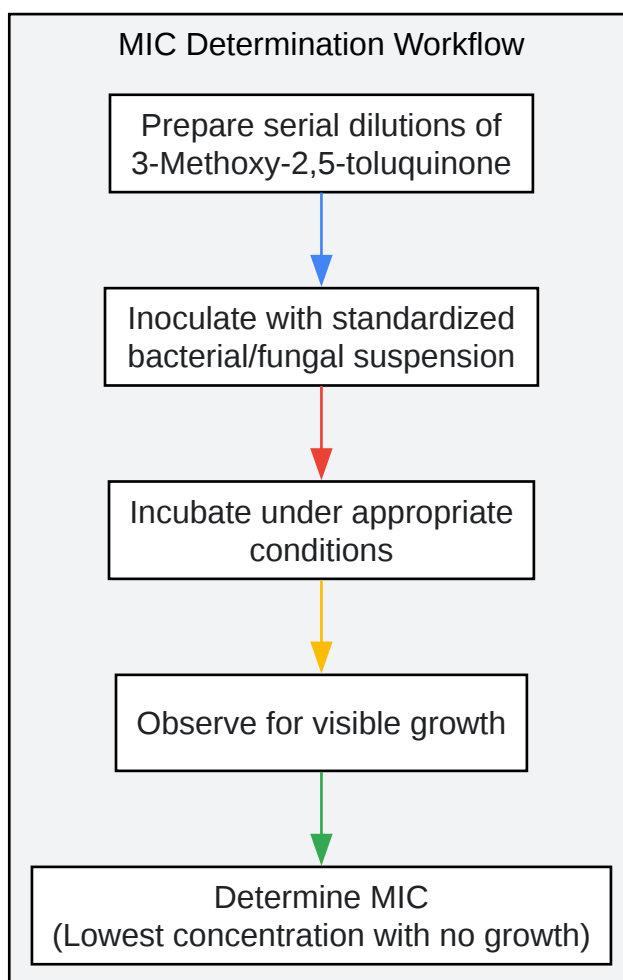 MIC Determination Workflow
Prepare serial dilutions of
3-Methoxy-2,5-toluquinone
Inoculate with standardized
bacterial/fungal suspension
Incubate under appropriate
conditions
Observe for visible growth
Determine MIC
(Lowest concentration with no growth)